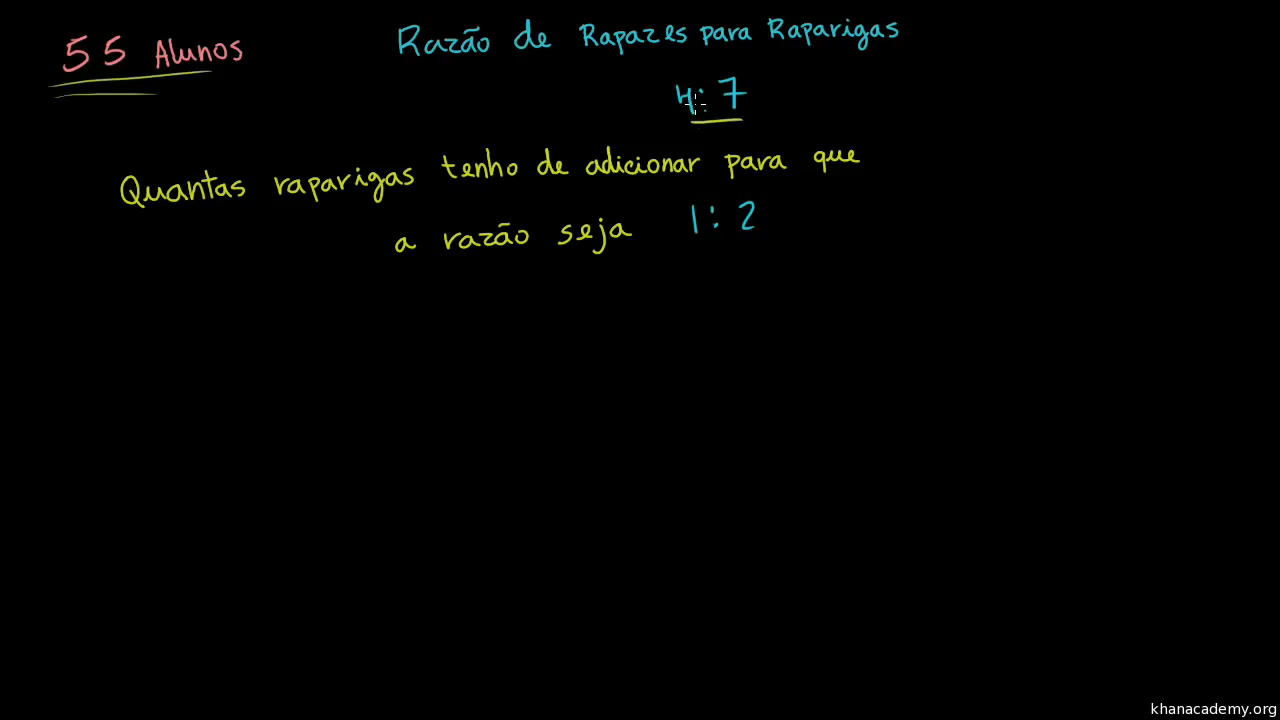 55 Alunos
Razão de Rapazes para Raparigas
4:7
Quantas raparigas tenho de adicionar para que
a razão seja 1:2
khanacademy.org